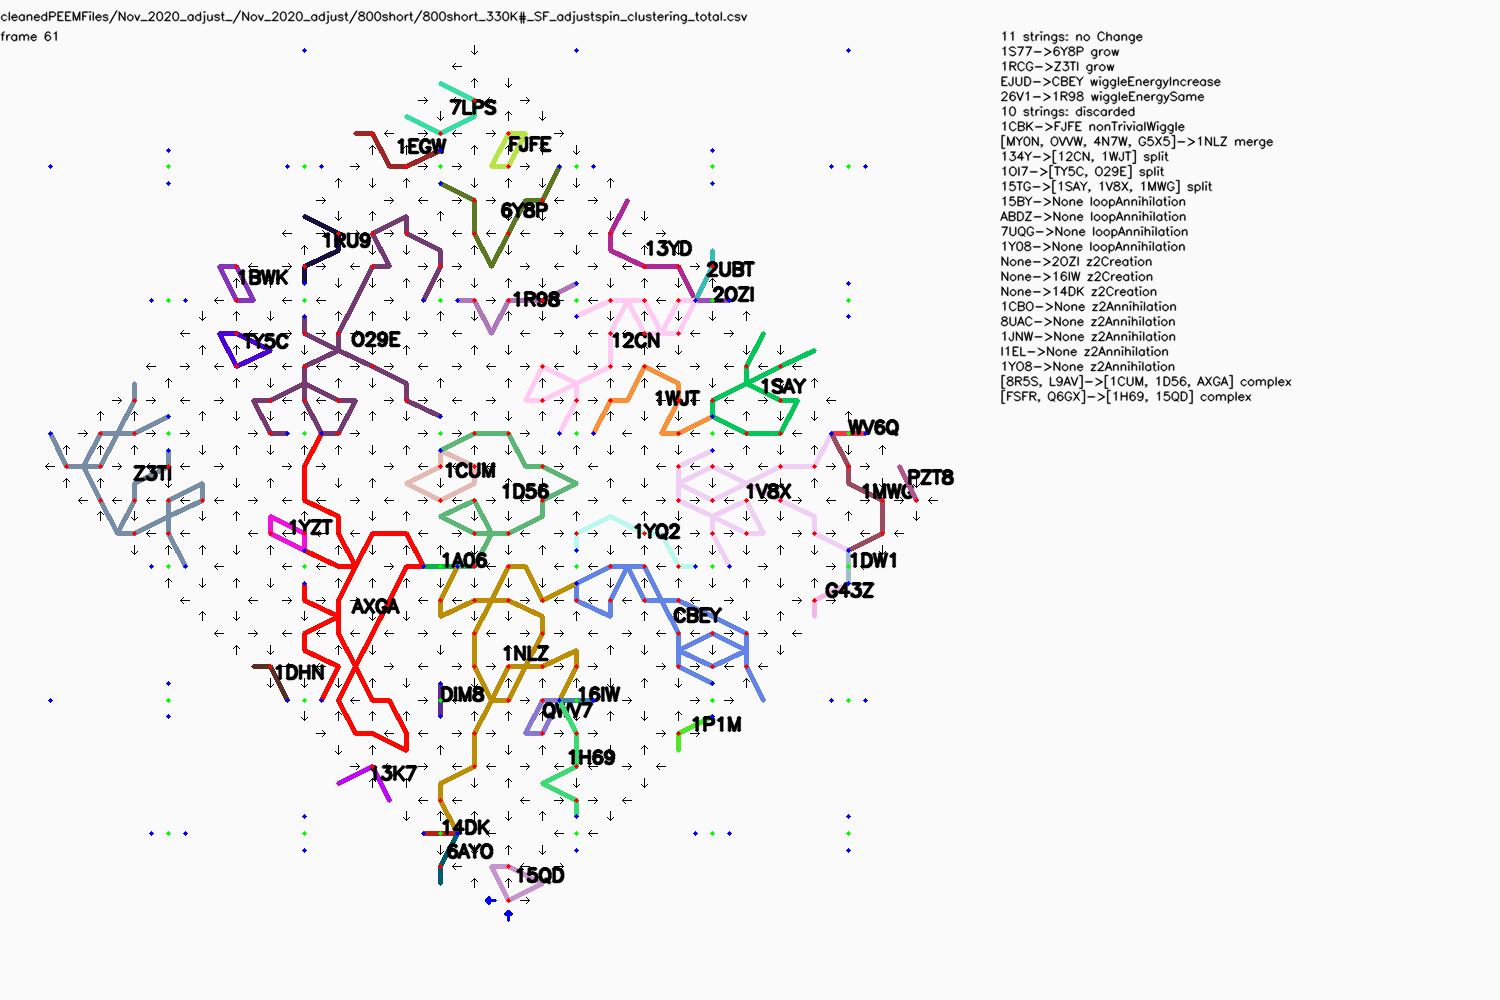 cleanedPEEMFiles/Nov_2020_adjust_/Nov_2020_adjust/800short/800short_330K#_SF_adjustspin_clustering_total.csv
frame 61
11 strings: no Change
1S77->6Y8P grow
1RCG->Z3TI grow
EJUD->CBEY wiggleEnergyIncrease
26V1->1R98 wiggleEnergySame
10 strings: discarded
1CBK->FJFE nonTrivialWiggle
[MY0N, OVVW, 4N7W, G5X5]->1NLZ merge
134Y->[12CN, 1WJT] split
1OI7->[TY5C, O29E] split
15TG->[1SAY, 1V8X, 1MWG] split
15BY->None loopAnnihilation
ABDZ->None loopAnnihilation
7UQG->None loopAnnihilation
1Y08->None loopAnnihilation
None->2OZI z2Creation
None->16IW z2Creation
None->14DK z2Creation
1CBO->None z2Annihilation
8UAC->None z2Annihilation
1JNW->None z2Annihilation
I1EL->None z2Annihilation
1Y08->None z2Annihilation
[8R5S, L9AV]->[1CUM, 1D56, AXGA] complex
[FSFR, Q6GX]->[1H69, 15QD] complex
7LPS
1EGW
FJFE
6Y8P
1RU9
13YD
1BWK
2UBT
2OZI
1R98
TY5C
O29E
12CN
1SAY
1WJT
WV6Q
Z3TI
1CUM
PZT8
1D56
1V8X
1MWG
1YZT
1YQ2
1A06
1DW1
G43Z
AXGA
CBEY
1NLZ
1DHN
DIM8
16IW
QWV7
1P1M
1H69
13K7
14DK
6AYO
15QD